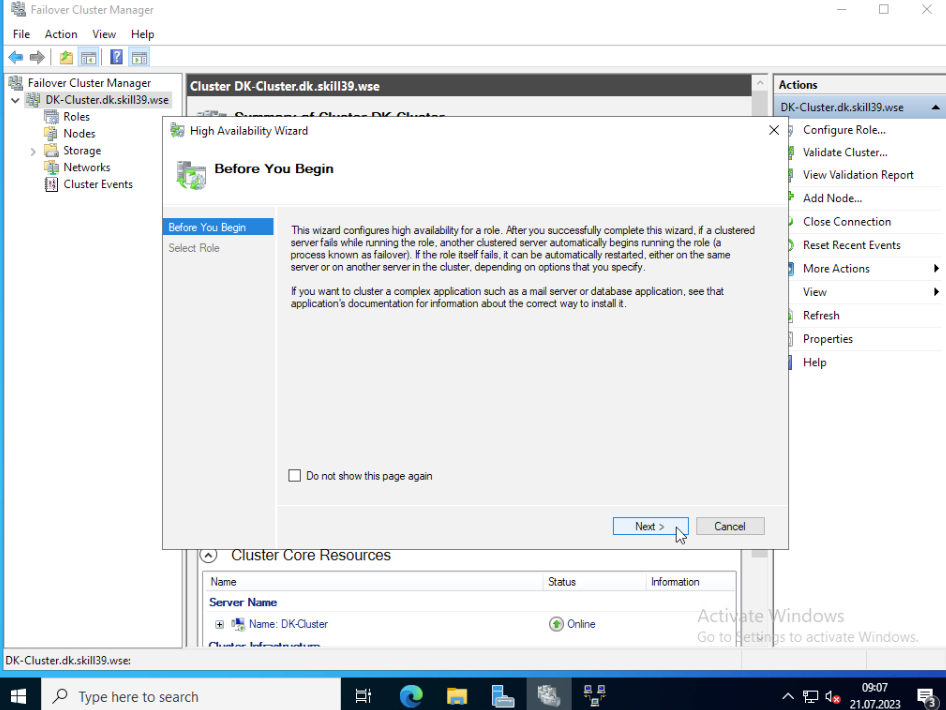 Failover Cluster Manager
File Action View Help
Failover Cluster Manager
DK-Cluster.dk.skill39.wse
Roles
Nodes
Storage
Networks
Cluster Events
Cluster DK-Cluster.dk.skill39.wse
Summary of Cluster DK-Cluster
High Availability Wizard
Before You Begin
Before You Begin
Select Role
This wizard configures high availability for a role. After you successfully complete this wizard, if a clustered
server fails while running the role, another clustered server automatically begins running the role (a
process known as failover). If the role itself fails, it can be automatically restarted, either on the same
server or on another server in the cluster, depending on options that you specify.
If you want to cluster a complex application such as a mail server or database application, see that
application's documentation for information about the correct way to install it.
Do not show this page again
Next >
Cancel
Cluster Core Resources
Name Status Information
Server Name
Name: DK-Cluster Online
Cluster Infrastructure
Actions
DK-Cluster.dk.skill39.wse
Configure Role...
Validate Cluster...
View Validation Report
Add Node...
Close Connection
Reset Recent Events
More Actions
View
Refresh
Properties
Help
Activate Windows
Go to Settings to activate Windows.
DK-Cluster.dk.skill39.wse:
Type here to search
09:07
21.07.2023
3